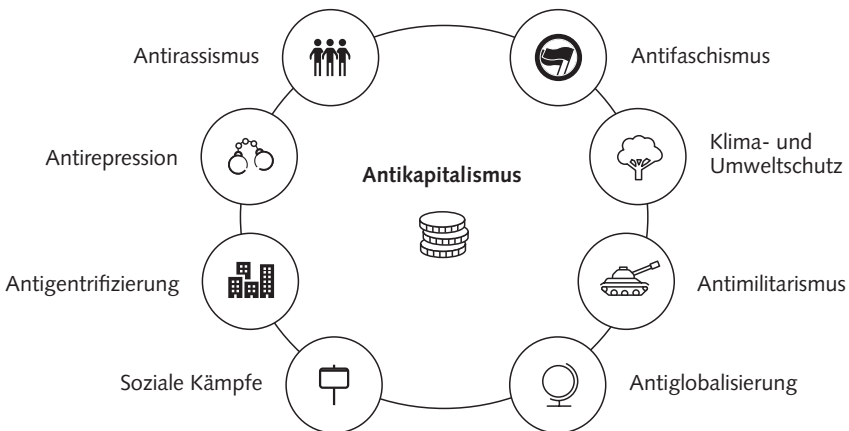 Antirassismus
Antifaschismus
Antirepression
Klima- und
Umweltschutz
Antikapitalismus
Antigentrifizierung
Antimilitarismus
Soziale Kämpfe
Antiglobalisierung